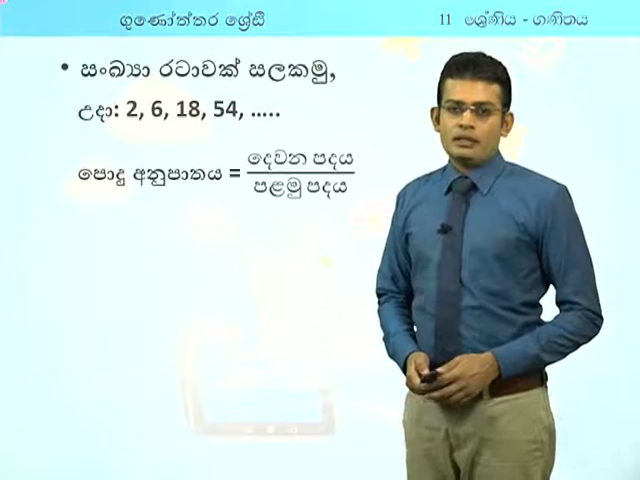 ගුණෝත්තර ශ්‍රේසී
11 ශ්‍රේණිය - ගණිතය
• සංඛ්‍යා රටාවක් සලකමු,
උදා: 2, 6, 18, 54, .....
පොදු අනුපාතය = දෙවන පදය
පළමු පදය